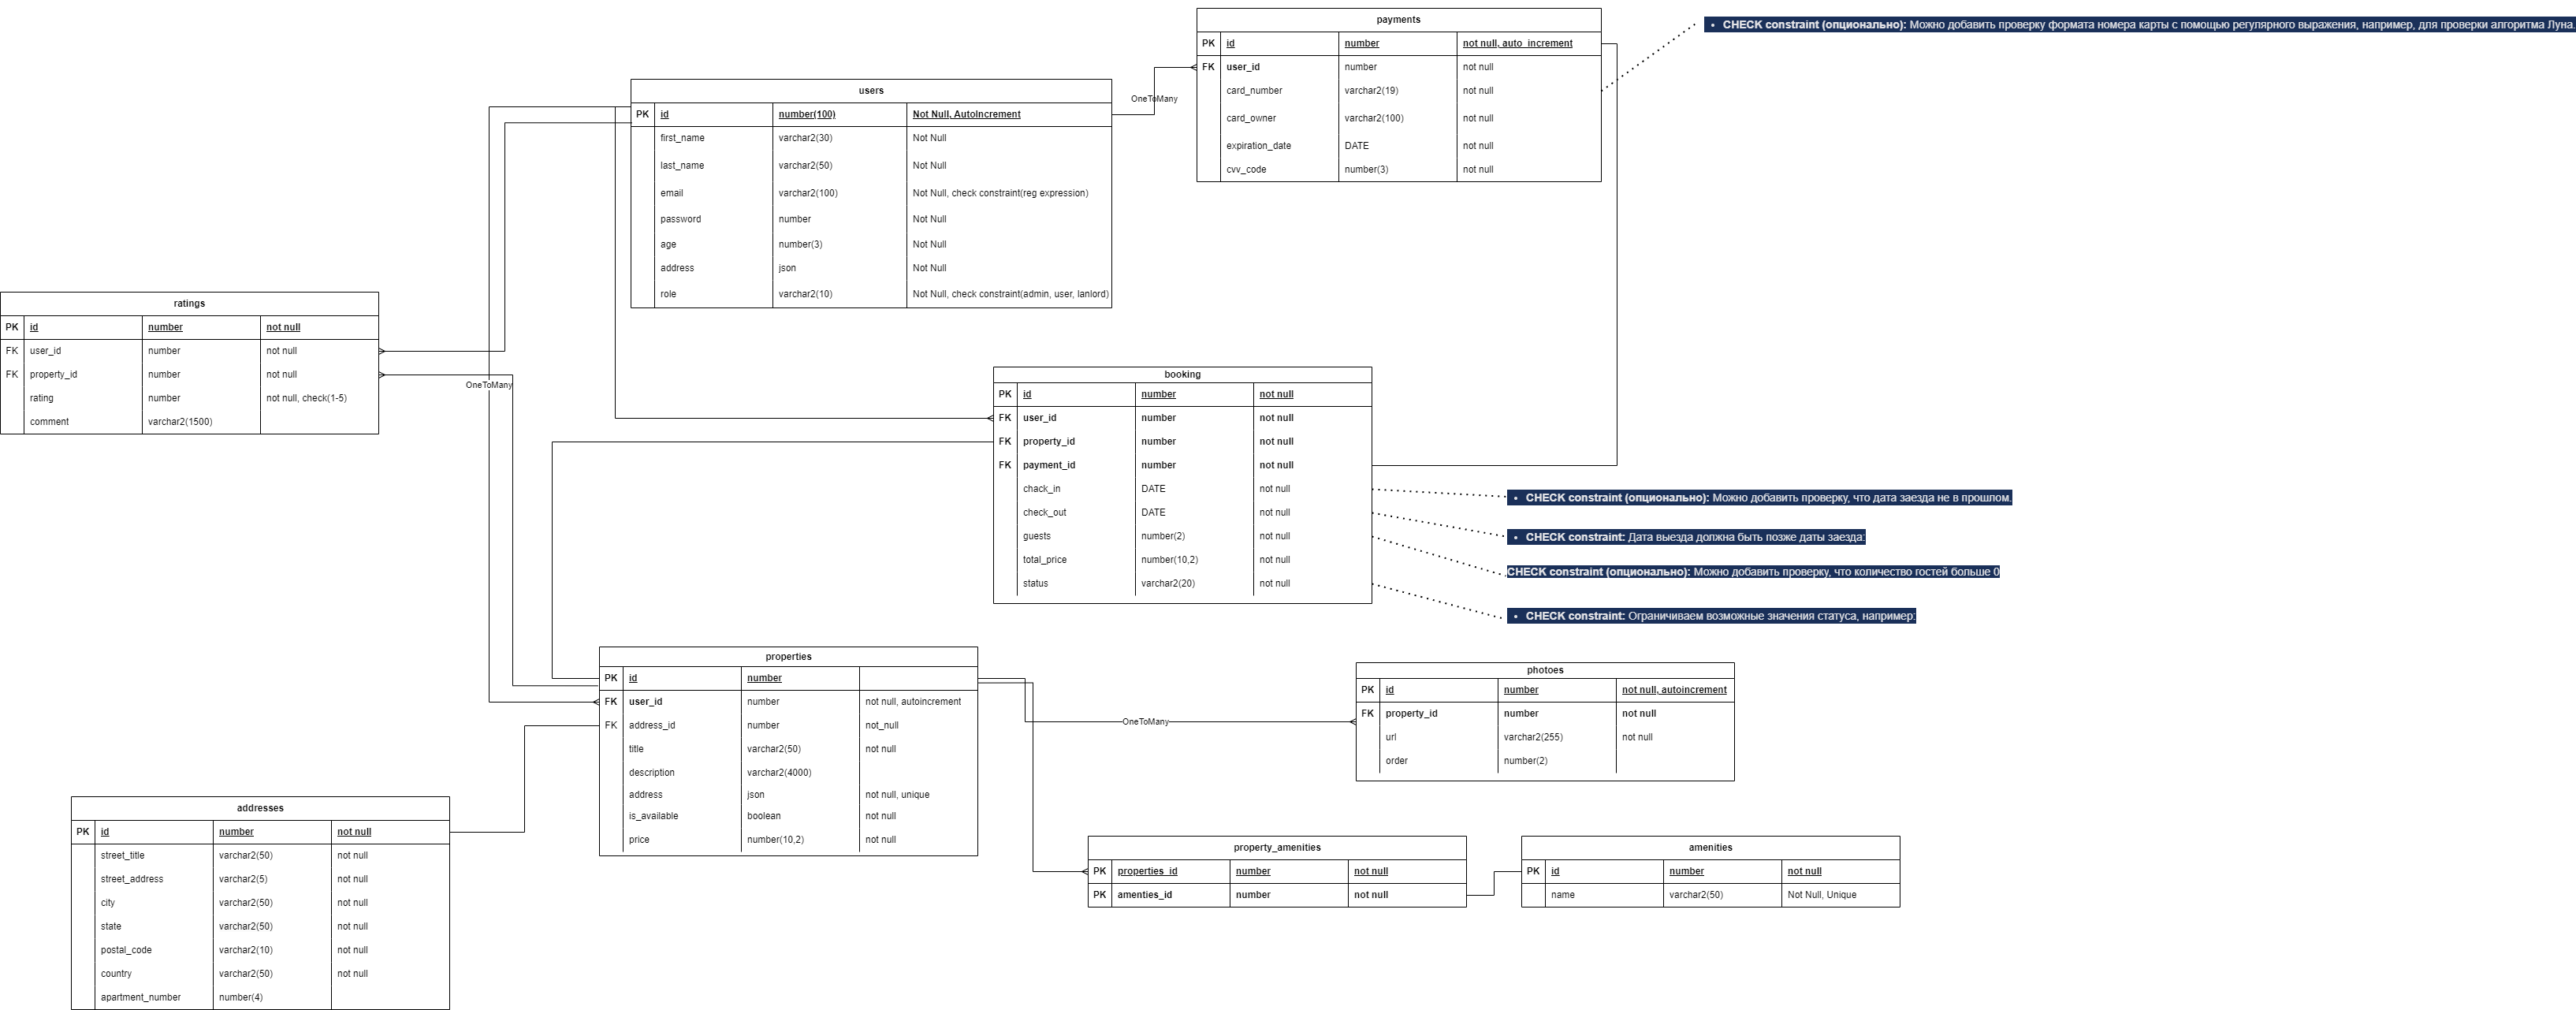 payments
PK id number not null, auto_increment
FK user_id number not null
card_number varchar2(19) not null
card_owner varchar2(100) not null
expiration_date DATE not null
cvv_code number(3) not null
• CHECK constraint (опционально): Можно добавить проверку формата номера карты с помощью регулярного выражения, например, для проверки алгоритма Луна.
OneToMany
users
PK id number(100) Not Null, AutoIncrement
first_name varchar2(30) Not Null
last_name varchar2(50) Not Null
email varchar2(100) Not Null, check constraint(reg expression)
password number Not Null
age number(3) Not Null
address json Not Null
role varchar2(10) Not Null, check constraint(admin, user, lanlord)
ratings
PK id number not null
FK user_id number not null
FK property_id number not null
rating number not null, check(1-5)
comment varchar2(1500)
OneToMany
booking
PK id number not null
FK user_id number not null
FK property_id number not null
FK payment_id number not null
chack_in DATE not null
check_out DATE not null
guests number(2) not null
total_price number(10,2) not null
status varchar2(20) not null
• CHECK constraint (опционально): Можно добавить проверку, что дата заезда не в прошлом.
• CHECK constraint: Дата выезда должна быть позже даты заезда:
CHECK constraint (опционально): Можно добавить проверку, что количество гостей больше 0
• CHECK constraint: Ограничиваем возможные значения статуса, например:
properties
PK id number
FK user_id number not null, autoincrement
FK address_id number not_null
title varchar2(50) not null
description varchar2(4000)
address json not null, unique
is_available boolean not null
price number(10,2) not null
OneToMany
photoes
PK id number not null, autoincrement
FK property_id number not null
url varchar2(255) not null
order number(2)
addresses
PK id number not null
street_title varchar2(50) not null
street_address varchar2(5) not null
city varchar2(50) not null
state varchar2(50) not null
postal_code varchar2(10) not null
country varchar2(50) not null
apartment_number number(4)
property_amenities
PK properties_id number not null
PK amenties_id number not null
amenities
PK id number not null
name varchar2(50) Not Null, Unique